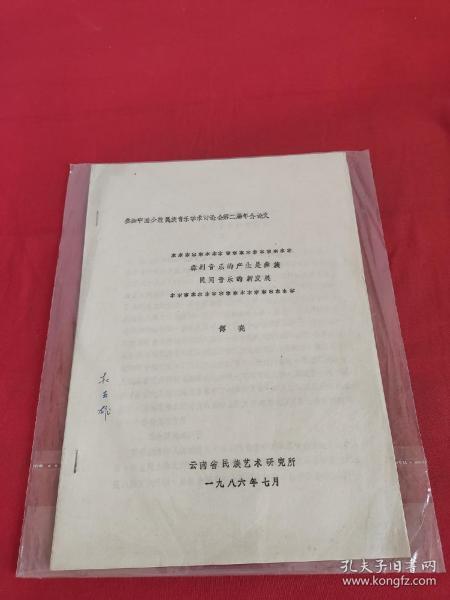 参加中国少数民族音乐学术讨论会第二届年会论文
**********************
彝剧音乐的产生是彝族
民间音乐的新发展
**********************
云南省民族艺术研究所
一九八六年七月
孔夫子旧书网
www.kongfz.com